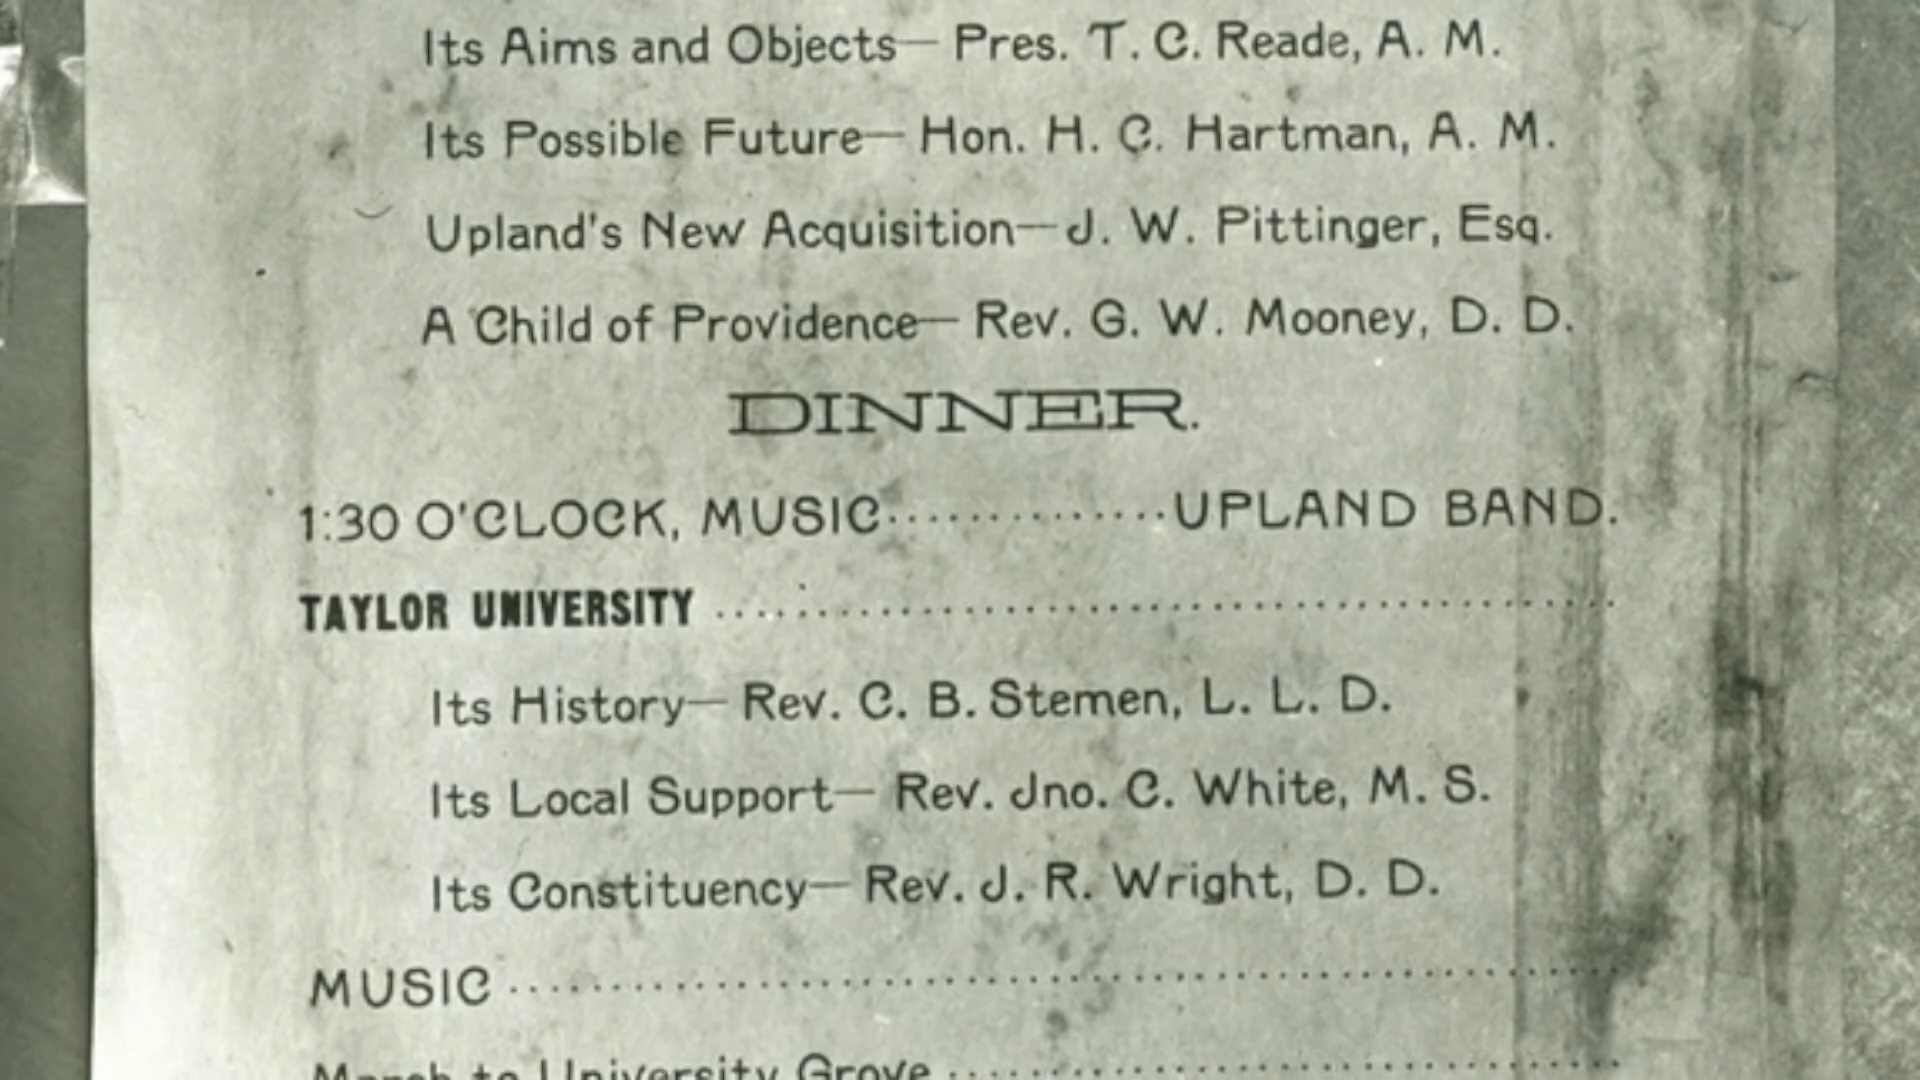 Its Aims and Objects— Pres. T. C. Reade, A. M.
Its Possible Future— Hon. H. C. Hartman, A. M.
Upland's New Acquisition—J. W. Pittinger, Esq.
A Child of Providence— Rev. G. W. Mooney, D. D.
DINNER.
1:30 O'CLOCK, MUSIC...............UPLAND BAND.
TAYLOR UNIVERSITY ..................................................
Its History— Rev. C. B. Stemen, L. L. D.
Its Local Support— Rev. Jno. C. White, M. S.
Its Constituency— Rev. J. R. Wright, D. D.
MUSIC ..............................................................
March to University Grove ......................................